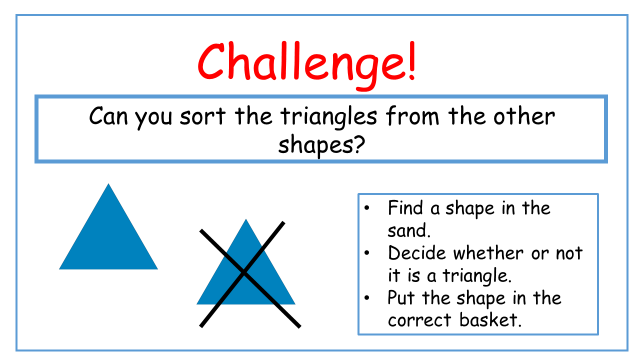 Challenge!
Can you sort the triangles from the other
shapes?
• Find a shape in the
sand.
• Decide whether or not
it is a triangle.
• Put the shape in the
correct basket.